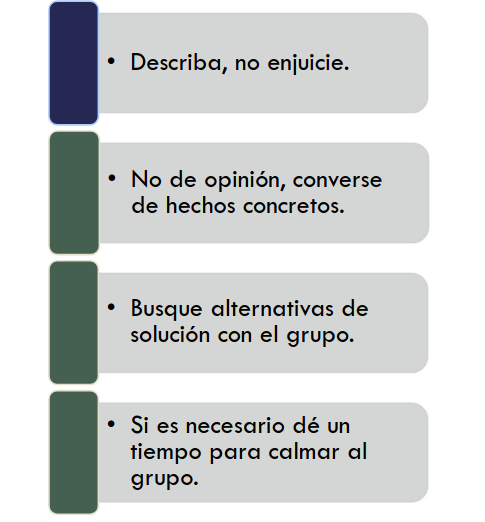 • Describa, no enjuicie.
• No de opinión, converse
de hechos concretos.
• Busque alternativas de
solución con el grupo.
• Si es necesario dé un
tiempo para calmar al
grupo.